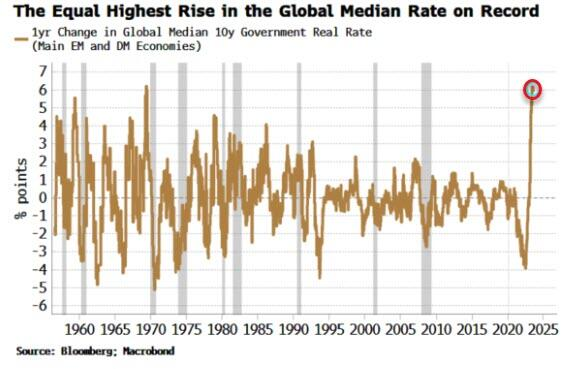 The Equal Highest Rise in the Global Median Rate on Record
1yr Change in Global Median 10y Government Real Rate
(Main EM and DM Economies)
7
6
5
4
3
2
1
0
-1
-2
-3
-4
-5
-6
% points
1960 1965 1970 1975 1980 1985 1990 1995 2000 2005 2010 2015 2020 2025
Source: Bloomberg; Macrobond